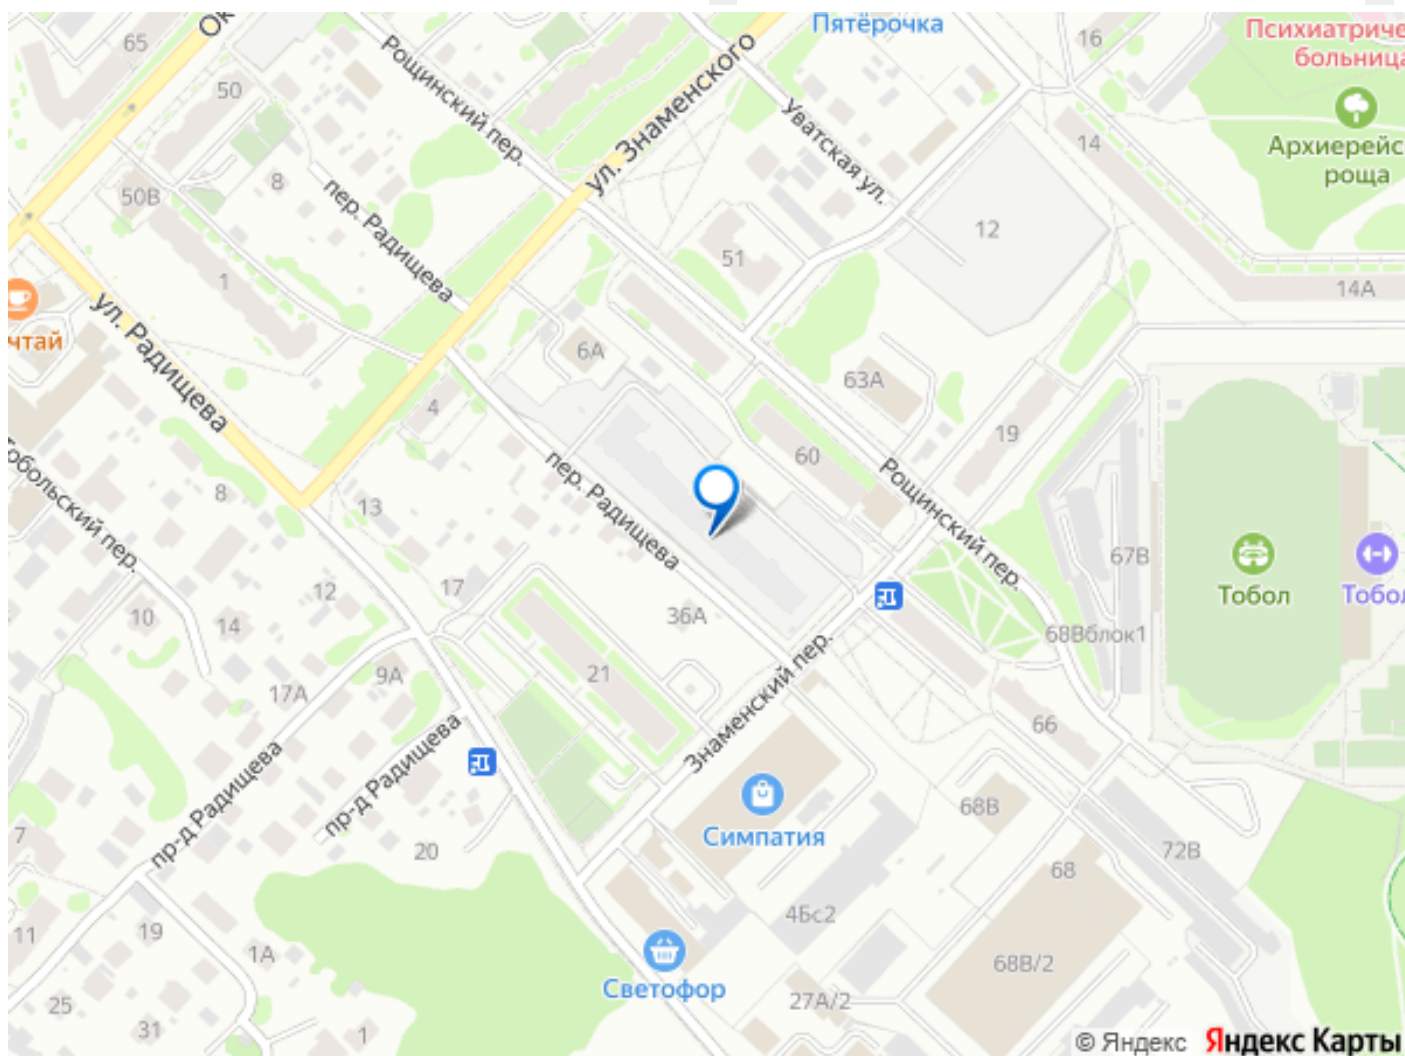 Пятёрочка
Психиатриче
больница
65
Ок
Рощинский пер.
ул. Знаменского
16
50
Уватская ул.
14
Архиерейс
роща
50В
8
пер. Радищева
12
51
1
14А
чтай
ул. Радищева
6А
63А
4
19
60
Рощинский пер.
Тобольский пер.
8
13
пер. Радищева
67В
Тобол
Тобол
12
17
10
14
36А
68Вблок1
9А
21
17А
Знаменский пер.
66
пр-д Радищева
пр-д Радищева
Симпатия
68В
7
20
72В
68
4Бс2
11
19
1А
68В/2
Светофор
27А/2
25
31
1
© Яндекс Яндекс Карты